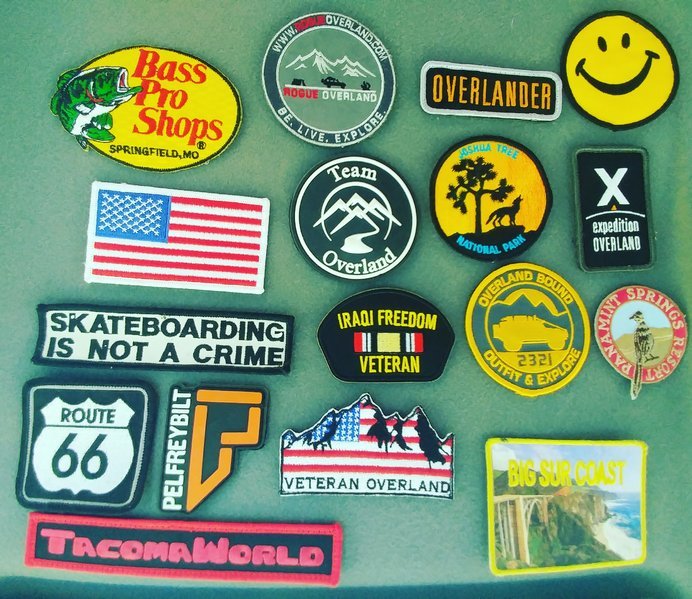 Bass
Pro
Shops®
SPRINGFIELD, MO
WWW.ROGUEOVERLAND.COM
ROGUE OVERLAND
BE. LIVE. EXPLORE.
OVERLANDER
Team
Overland
JOSHUA TREE
NATIONAL PARK
X
expedition
OVERLAND
SKATEBOARDING
IS NOT A CRIME
IRAQI FREEDOM
VETERAN
OVERLAND BOUND
2321
OUTFIT & EXPLORE
PANAMINT SPRINGS RESORT
ROUTE
66
PELFREYBILT
VETERAN OVERLAND
BIG SUR COAST
TACOMAWORLD